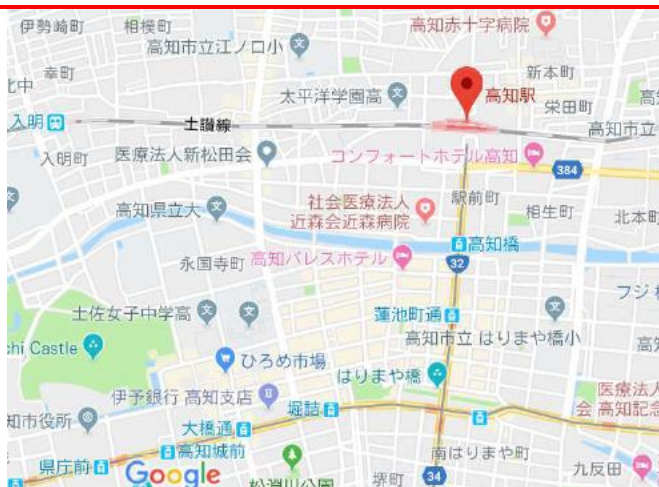 伊勢崎町
相模町
高知赤十字病院
高知市立江ノ口小
北中
幸町
新本町
太平洋学園高
高知駅
栄田町
入明
土讃線
高知市立
入明町
医療法人新松田会
コンフォートホテル高知
384
社会医療法人
近森会近森病院
駅前町
高知県立大
相生町
北本町
高知橋
永国寺町
高知パレスホテル
32
フジ
土佐女子中学高
蓮池町通
chi Castle
高知市立 はりまや橋小
ひろめ市場
はりまや橋
伊予銀行 高知支店
医療法人
会 高知記念
知市役所
堀詰
大橋通
高知城前
県庁前
南はりまや町
九反田
Google
堺町
34